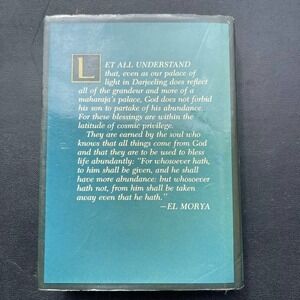 LET ALL UNDERSTAND
that, even as our palace of
light in Darjeeling does reflect
all of the grandeur and more of a
maharaja's palace, God does not forbid
his son to partake of his abundance.
For these blessings are within the
latitude of cosmic privilege.
They are earned by the soul who
knows that all things come from God
and that they are to be used to bless
life abundantly: "For whosoever hath,
to him shall be given, and he shall
have more abundance: but whosoever
hath not, from him shall be taken
away even that he hath."
—EL MORYA